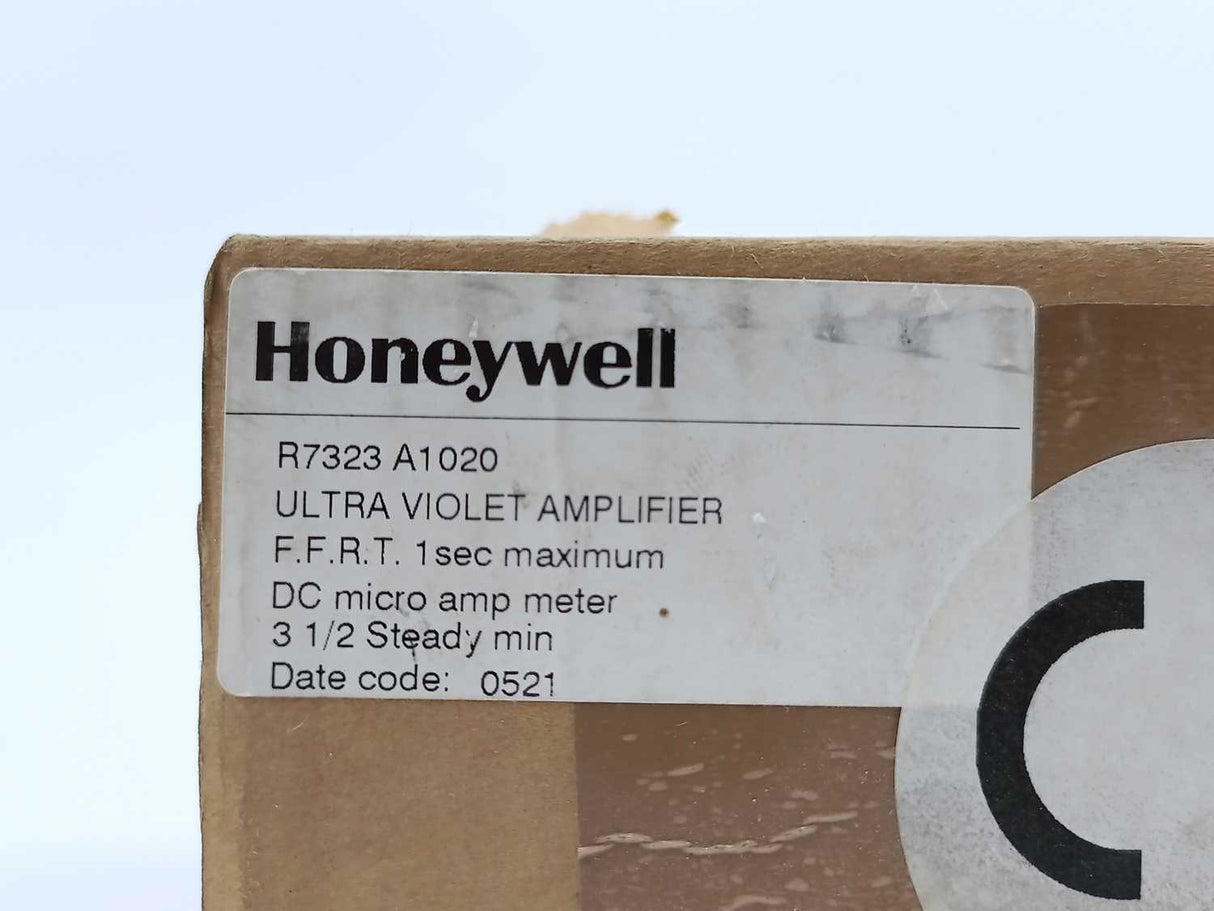 Honeywell
R7323 A1020
ULTRA VIOLET AMPLIFIER
F.F.R.T. 1sec maximum
DC micro amp meter
3 1/2 Steady min
Date code: 0521
C